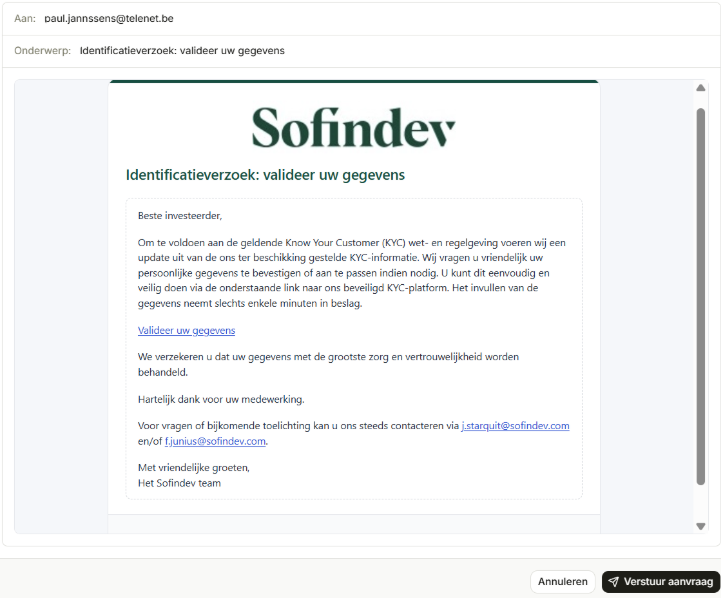 Aan: paul.jannssens@telenet.be
Onderwerp: Identificatieverzoek: valideer uw gegevens
Sofindev
Identificatieverzoek: valideer uw gegevens
Beste investeerder,
Om te voldoen aan de geldende Know Your Customer (KYC) wet- en regelgeving voeren wij een
update uit van de ons ter beschikking gestelde KYC-informatie. Wij vragen u vriendelijk uw
persoonlijke gegevens te bevestigen of aan te passen indien nodig. U kunt dit eenvoudig en
veilig doen via de onderstaande link naar ons beveiligd KYC-platform. Het invullen van de
gegevens neemt slechts enkele minuten in beslag.
Valideer uw gegevens
We verzekeren u dat uw gegevens met de grootste zorg en vertrouwelijkheid worden
behandeld.
Hartelijk dank voor uw medewerking.
Voor vragen of bijkomende toelichting kan u ons steeds contacteren via j.starquit@sofindev.com
en/of f.junius@sofindev.com.
Met vriendelijke groeten,
Het Sofindev team
Annuleren
Verstuur aanvraag